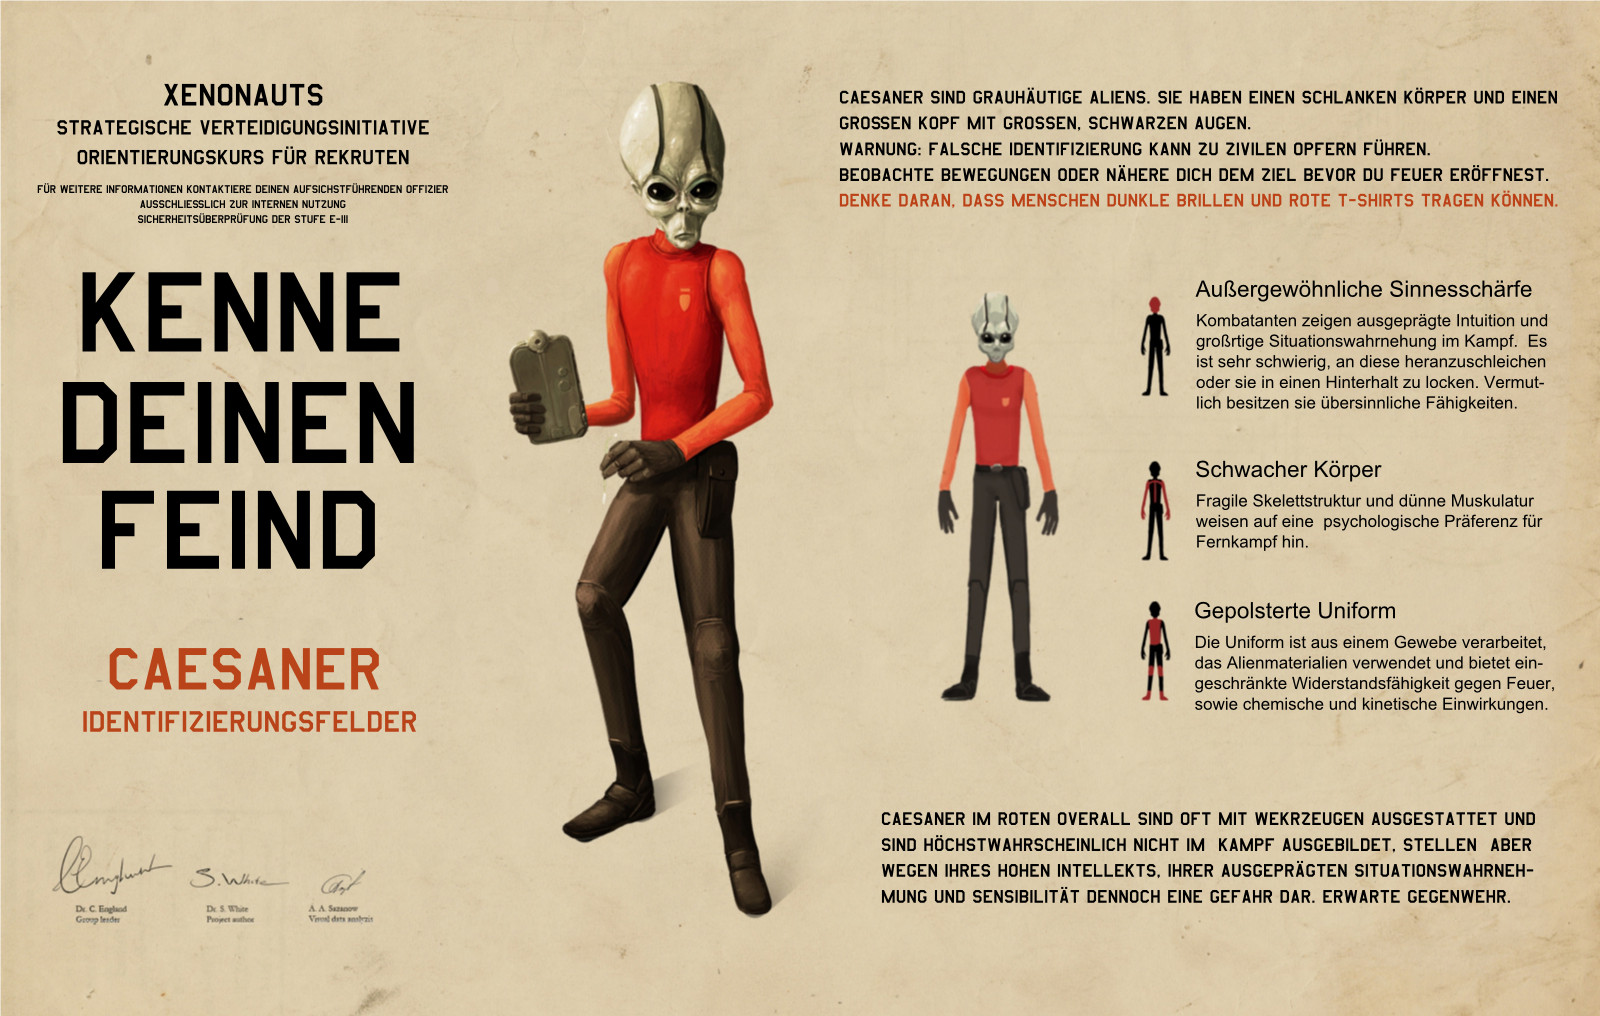 XENONAUTS
STRATEGISCHE VERTEIDIGUNGSINITIATIVE
ORIENTIERUNGSKURS FÜR REKRUTEN
FÜR WEITERE INFORMATIONEN KONTAKTIERE DEINEN AUFSICHSTFÜHRENDEN OFFIZIER
AUSSCHLIESSLICH ZUR INTERNEN NUTZUNG
SICHERHEITSÜBERPRÜFUNG DER STUFE E-III
KENNE
DEINEN
FEIND
CAESANER
IDENTIFIZIERUNGSFELDER
S. White
Dr. C. England
Group leader
Dr. S. White
Project author
A. A. Sazanow
Visual data analyzis
CAESANER SIND GRAUHÄUTIGE ALIENS. SIE HABEN EINEN SCHLANKEN KÖRPER UND EINEN
GROSSEN KOPF MIT GROSSEN, SCHWARZEN AUGEN.
WARNUNG: FALSCHE IDENTIFIZIERUNG KANN ZU ZIVILEN OPFERN FÜHREN.
BEOBACHTE BEWEGUNGEN ODER NÄHERE DICH DEM ZIEL BEVOR DU FEUER ERÖFFNEST.
DENKE DARAN, DASS MENSCHEN DUNKLE BRILLEN UND ROTE T-SHIRTS TRAGEN KÖNNEN.
Außergewöhnliche Sinnesschärfe
Kombatanten zeigen ausgeprägte Intuition und
großrtige Situationswahrnehung im Kampf. Es
ist sehr schwierig, an diese heranzuschleichen
oder sie in einen Hinterhalt zu locken. Vermut-
lich besitzen sie übersinnliche Fähigkeiten.
Schwacher Körper
Fragile Skelettstruktur und dünne Muskulatur
weisen auf eine psychologische Präferenz für
Fernkampf hin.
Gepolsterte Uniform
Die Uniform ist aus einem Gewebe verarbeitet,
das Alienmaterialien verwendet und bietet ein-
geschränkte Widerstandsfähigkeit gegen Feuer,
sowie chemische und kinetische Einwirkungen.
CAESANER IM ROTEN OVERALL SIND OFT MIT WEKRZEUGEN AUSGESTATTET UND
SIND HÖCHSTWAHRSCHEINLICH NICHT IM KAMPF AUSGEBILDET, STELLEN ABER
WEGEN IHRES HOHEN INTELLEKTS, IHRER AUSGEPRÄGTEN SITUATIONSWAHRNEH-
MUNG UND SENSIBILITÄT DENNOCH EINE GEFAHR DAR. ERWARTE GEGENWEHR.